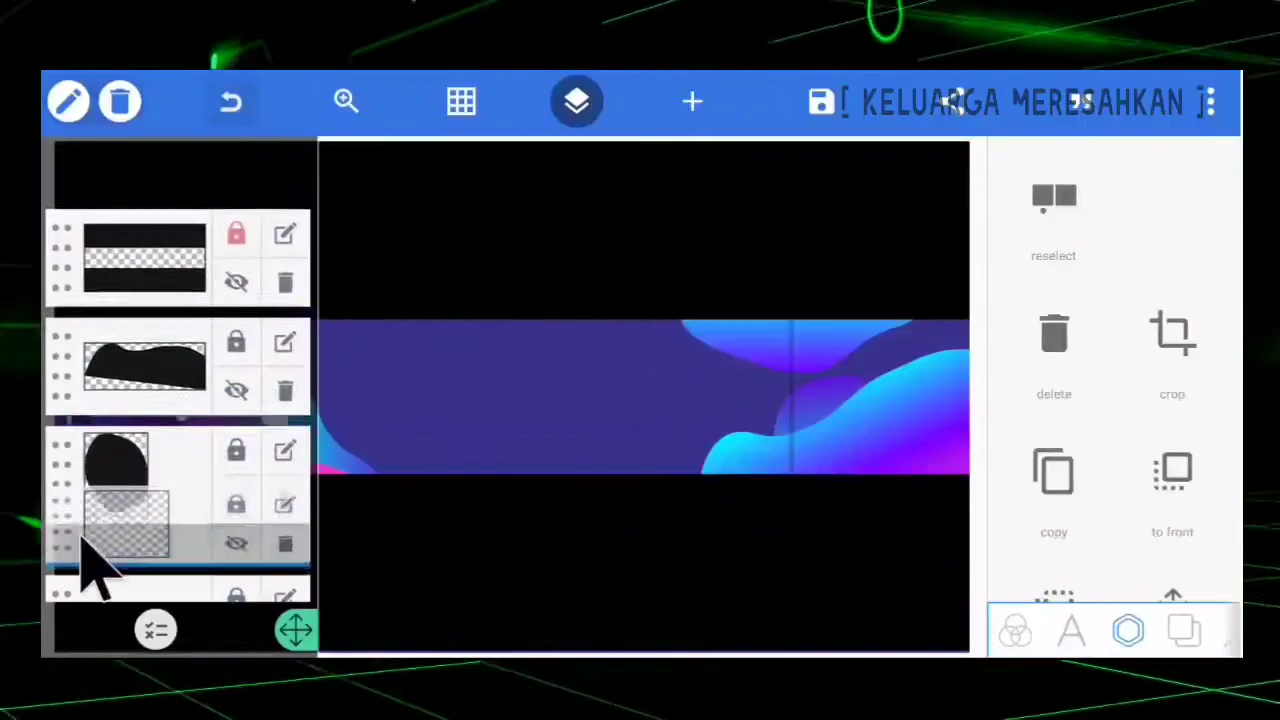 [ KELUARGA MERESAHKAN ]
reselect
delete
crop
copy
to front